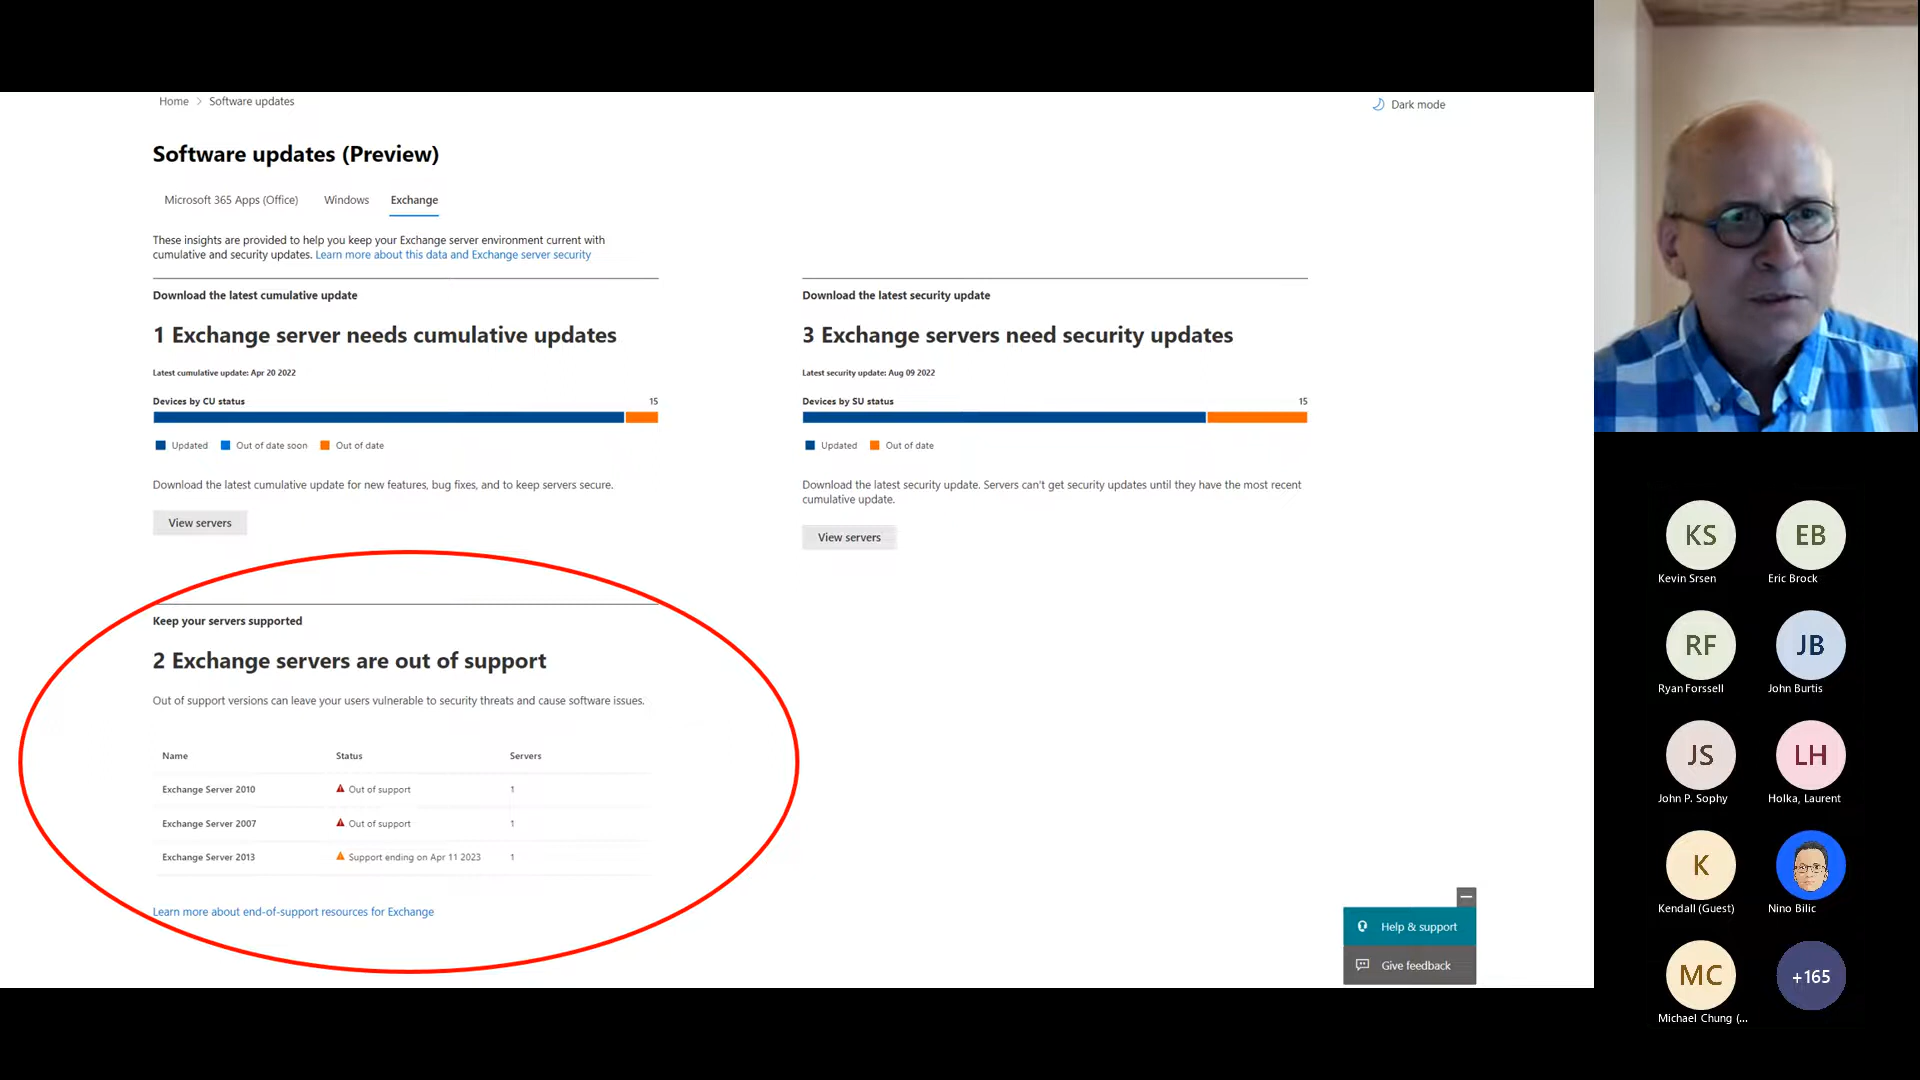 Home > Software updates
Dark mode
Software updates (Preview)
Microsoft 365 Apps (Office)
Windows
Exchange
These insights are provided to help you keep your Exchange server environment current with
cumulative and security updates. Learn more about this data and Exchange server security
Download the latest cumulative update
1 Exchange server needs cumulative updates
Latest cumulative update: Apr 20 2022
Devices by CU status
15
Updated
Out of date soon
Out of date
Download the latest cumulative update for new features, bug fixes, and to keep servers secure.
View servers
Download the latest security update
3 Exchange servers need security updates
Latest security update: Aug 09 2022
Devices by SU status
15
Updated
Out of date
Download the latest security update. Servers can't get security updates until they have the most recent
cumulative update.
View servers
Keep your servers supported
2 Exchange servers are out of support
Out of support versions can leave your users vulnerable to security threats and cause software issues.
Name Status Servers
Exchange Server 2010 Out of support 1
Exchange Server 2007 Out of support 1
Exchange Server 2013 Support ending on Apr 11 2023 1
Learn more about end-of-support resources for Exchange
Help & support
Give feedback
KS
Kevin Srsen
EB
Eric Brock
RF
Ryan Forssell
JB
John Burtis
JS
John P. Sophy
LH
Holka, Laurent
K
Kendall (Guest)
Nino Bilic
MC
Michael Chung (...
+165